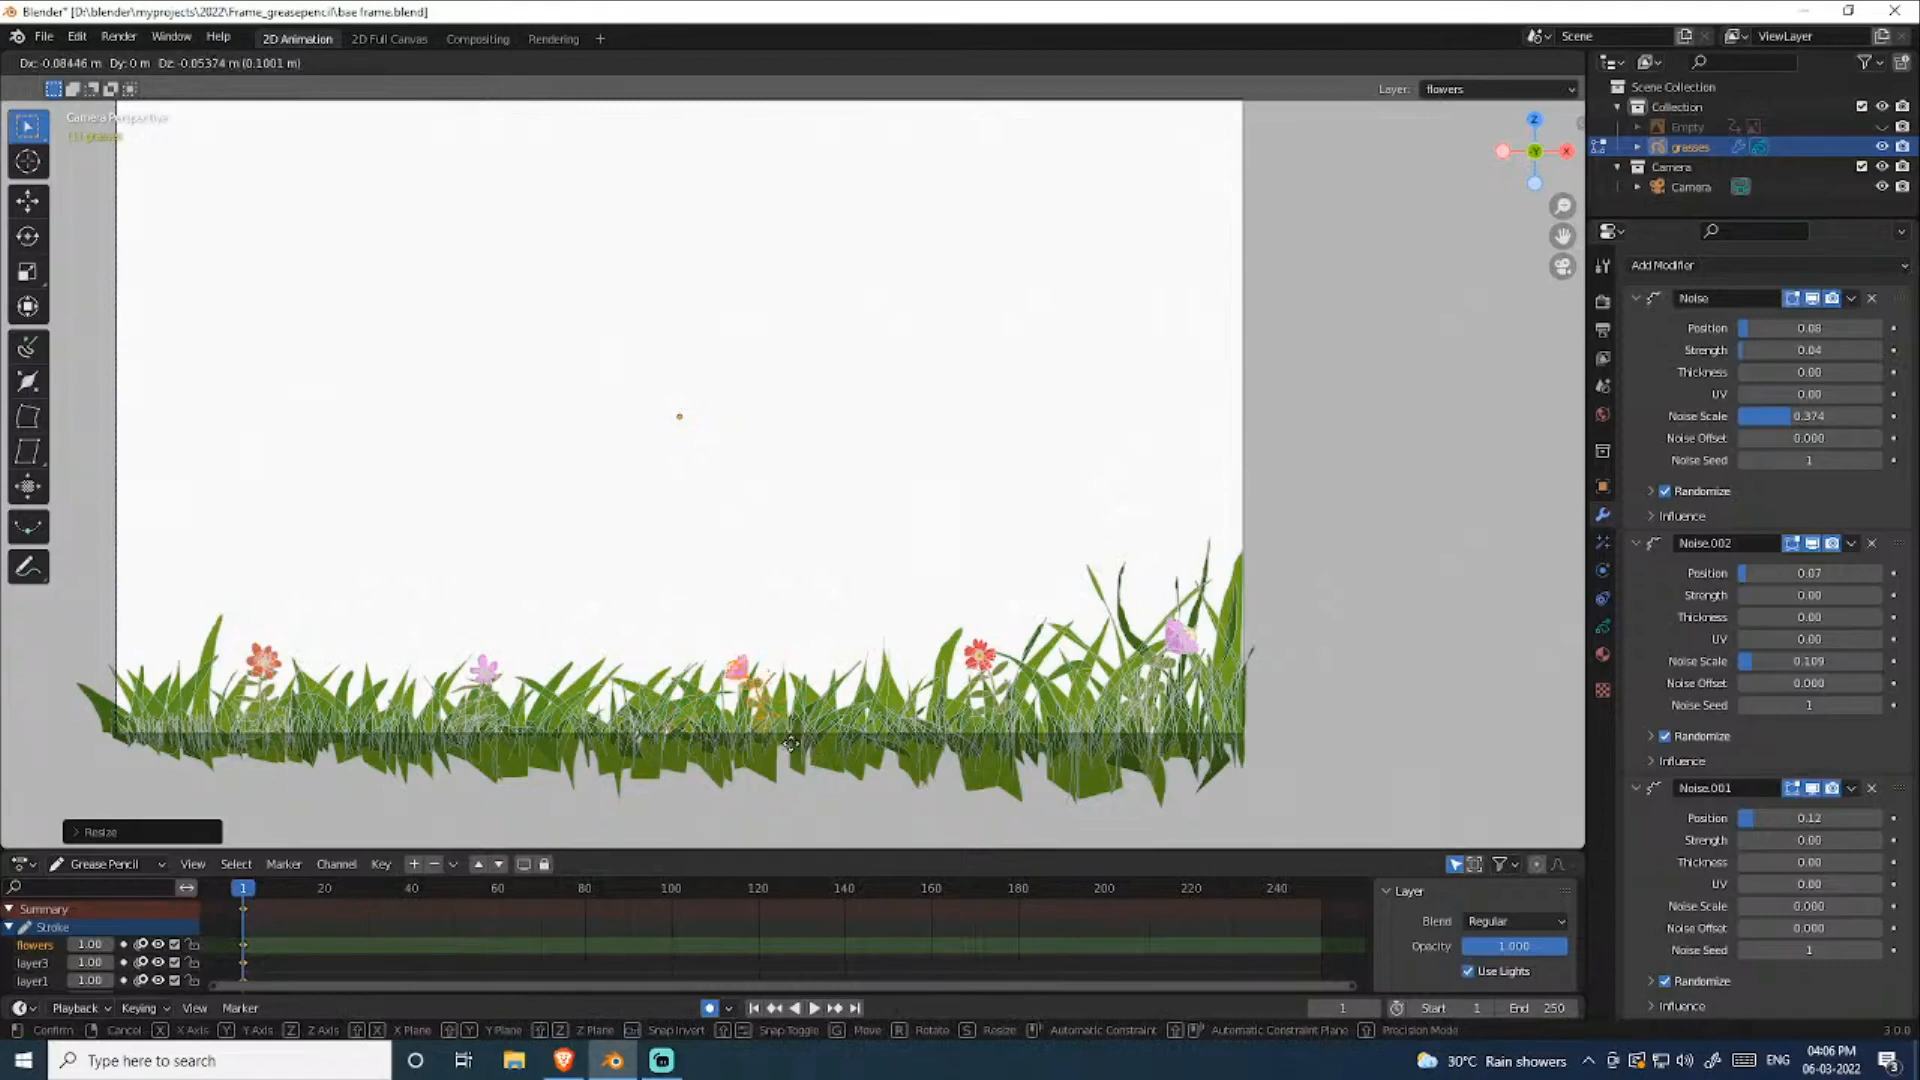 Blender* [D:\blender\myprojects\2022\Frame_greasepencil\bae frame.blend]
File Edit Render Window Help 2D Animation 2D Full Canvas Compositing Rendering + Scene ViewLayer
Dx: -0.08446 m Dy: 0 m Dz: -0.05374 m (0.1001 m)
Layer: flowers
Camera Perspective
(1) grasses
Z
Y
X
Resize
Scene Collection
Collection
Empty
grasses
Camera
Camera
Add Modifier
Noise
Position 0.08
Strength 0.04
Thickness 0.00
UV 0.00
Noise Scale 0.374
Noise Offset 0.000
Noise Seed 1
Randomize
Influence
Noise.002
Position 0.07
Strength 0.00
Thickness 0.00
UV 0.00
Noise Scale 0.109
Noise Offset 0.000
Noise Seed 1
Randomize
Influence
Noise.001
Position 0.12
Strength 0.00
Thickness 0.00
UV 0.00
Noise Scale 0.000
Noise Offset 0.000
Noise Seed 1
Randomize
Influence
Grease Pencil View Select Marker Channel Key
1 20 40 60 80 100 120 140 160 180 200 220 240
Summary
Stroke
flowers 1.00
layer3 1.00
layer1 1.00
Layer
Blend Regular
Opacity 1.000
Use Lights
Playback Keying View Marker 1 Start 1 End 250
Confirm Cancel X X Axis Y Y Axis Z Z Axis X X Plane Y Y Plane Z Z Plane Snap Invert Snap Toggle G Move R Rotate S Resize Automatic Constraint Automatic Constraint Plane Precision Mode 3.0.0
Type here to search 30°C Rain showers ENG 04:06 PM
06-03-2022
3